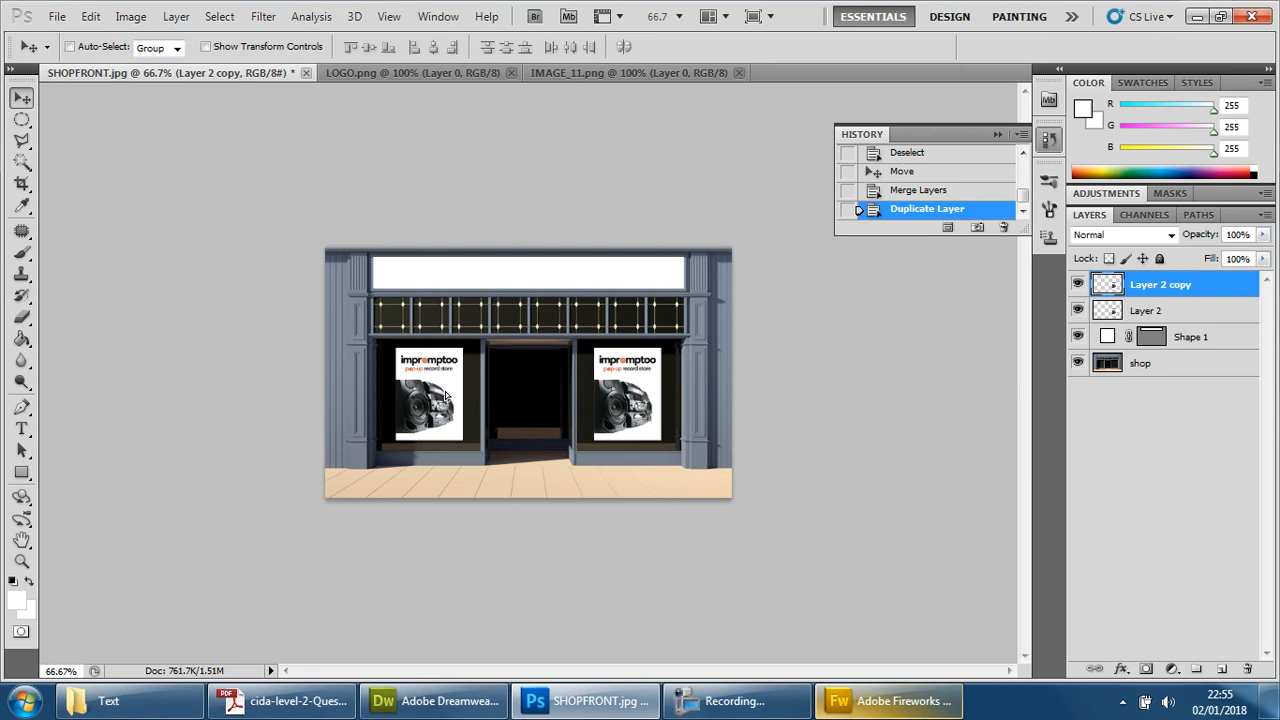 Ps File Edit Image Layer Select Filter Analysis 3D View Window Help Br Mb 66.7 ESSENTIALS DESIGN PAINTING CS Live
Auto-Select: Group Show Transform Controls
SHOPFRONT.jpg @ 66.7% (Layer 2 copy, RGB/8#) * LOGO.png @ 100% (Layer 0, RGB/8) IMAGE_11.png @ 100% (Layer 0, RGB/8)
HISTORY
Deselect
Move
Merge Layers
Duplicate Layer
Mb
COLOR SWATCHES STYLES
R 255
G 255
B 255
ADJUSTMENTS MASKS
LAYERS CHANNELS PATHS
Normal Opacity: 100%
Lock: Fill: 100%
Layer 2 copy
Layer 2
Shape 1
shop
impromptoo
pop-up record store
impromptoo
pop-up record store
66.67% Doc: 761.7K/1.51M
Text cida-level-2-Ques... Adobe Dreamwea... SHOPFRONT.jpg ... Recording... Adobe Fireworks ...
22:55
02/01/2018